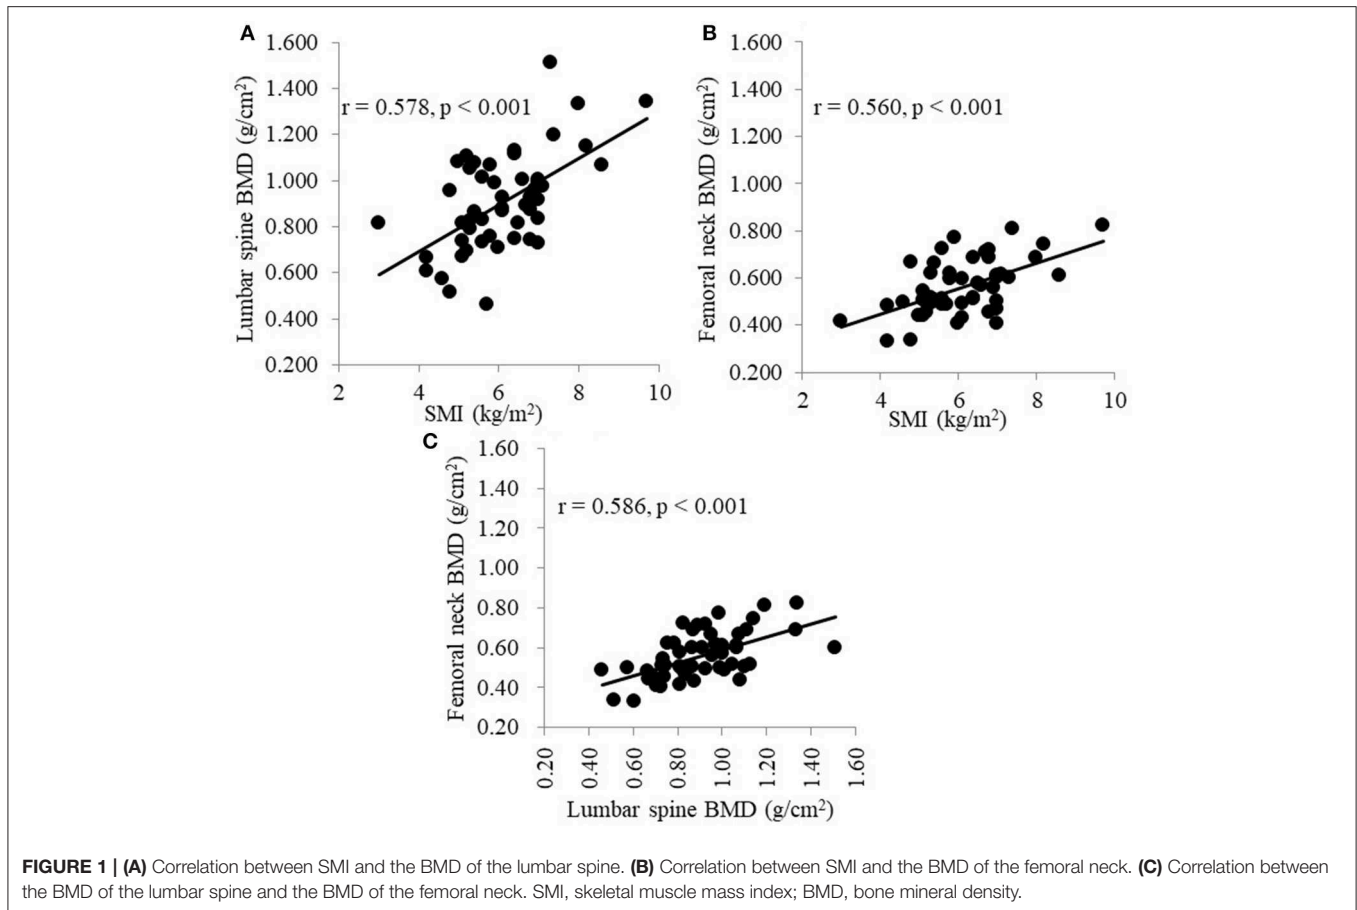 A
1.600
1.400
1.200
1.000
0.800
0.600
0.400
0.200
Lumbar spine BMD (g/cm²)
r = 0.578, p < 0.001
2 4 6 8 10
SMI (kg/m²)
B
1.600
1.400
1.200
1.000
0.800
0.600
0.400
0.200
Femoral neck BMD (g/cm²)
r = 0.560, p < 0.001
2 4 6 8 10
SMI (kg/m²)
C
1.60
1.40
1.20
1.00
0.80
0.60
0.40
0.20
Femoral neck BMD (g/cm²)
r = 0.586, p < 0.001
0.20 0.40 0.60 0.80 1.00 1.20 1.40 1.60
Lumbar spine BMD (g/cm²)
FIGURE 1 | (A) Correlation between SMI and the BMD of the lumbar spine. (B) Correlation between SMI and the BMD of the femoral neck. (C) Correlation between
the BMD of the lumbar spine and the BMD of the femoral neck. SMI, skeletal muscle mass index; BMD, bone mineral density.